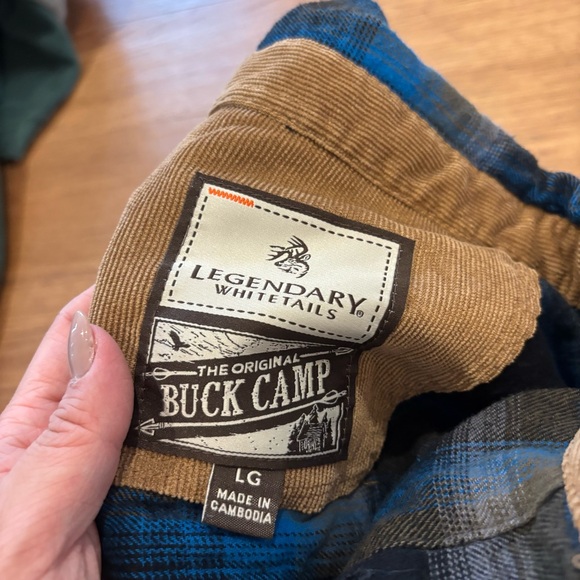 LEGENDARY
WHITETAILS®
THE ORIGINAL
BUCK CAMP
LG
MADE IN
CAMBODIA